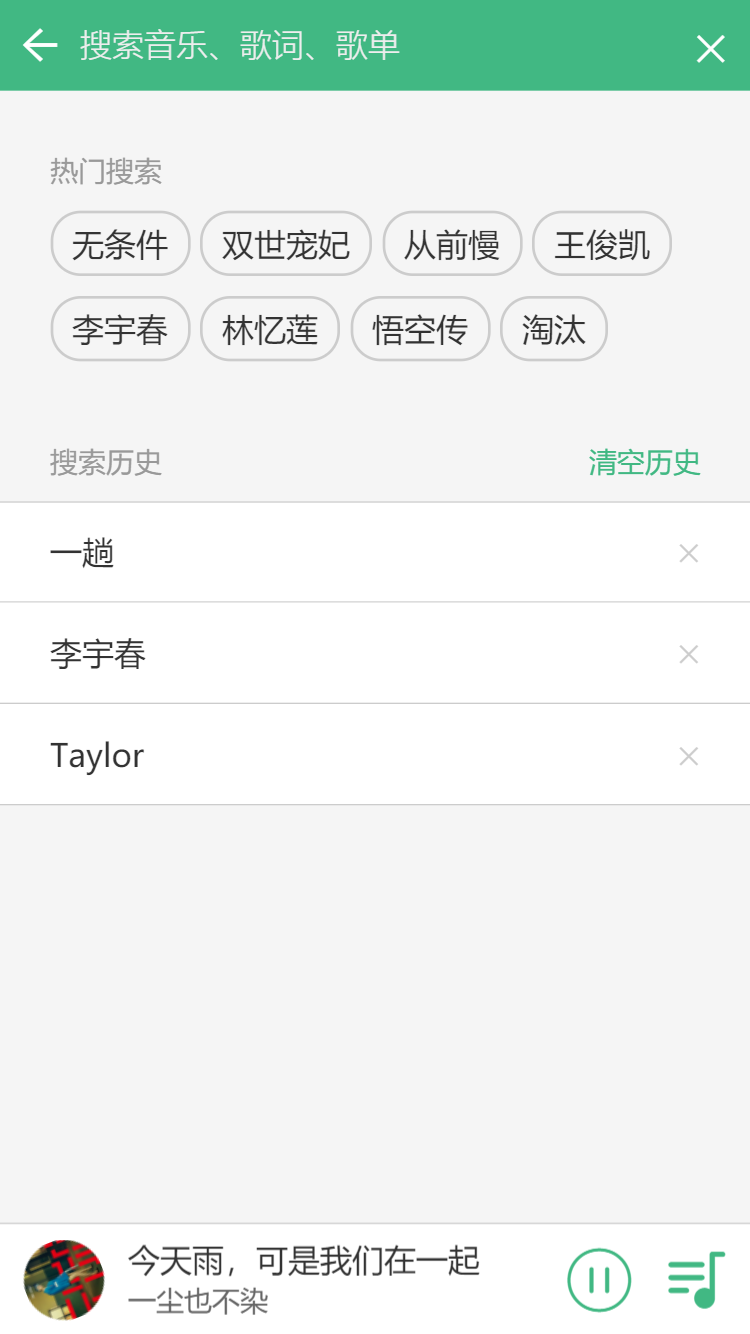 搜索音乐、歌词、歌单
热门搜索
无条件 双世宠妃 从前慢 王俊凯
李宇春 林忆莲 悟空传 淘汰
搜索历史 清空历史
一趟
李宇春
Taylor
今天雨，可是我们在一起
一尘也不染